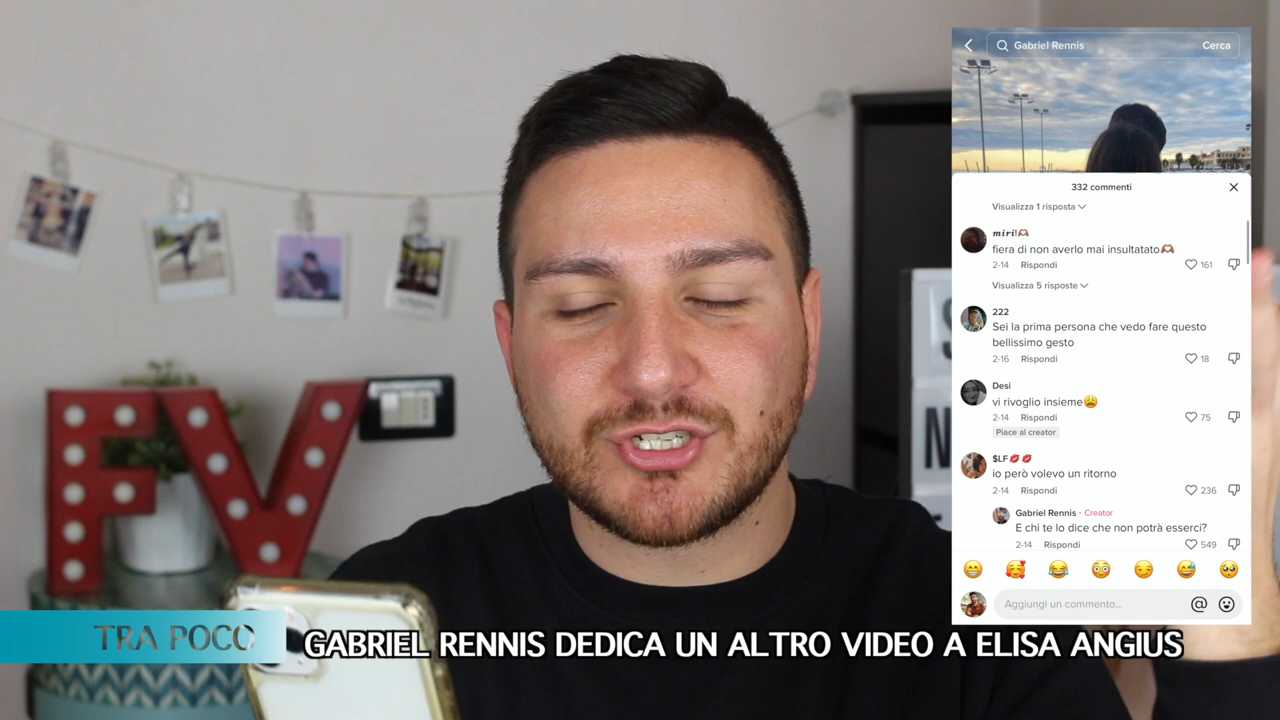 Gabriel Rennis
Cerca
332 commenti
Visualizza 1 risposta
miri!🫶🏽
fiera di non averlo mai insultatato🫶🏽
2-14 Rispondi 161
Visualizza 5 risposte
222
Sei la prima persona che vedo fare questo
bellissimo gesto
2-16 Rispondi 18
Desi
vi rivoglio insieme😩
2-14 Rispondi 75
Piace al creator
$LF💋💋
io però volevo un ritorno
2-14 Rispondi 236
Gabriel Rennis · Creator
E chi te lo dice che non potrà esserci?
2-14 Rispondi 549
Aggiungi un commento...
FV
N
TRA POCO
GABRIEL RENNIS DEDICA UN ALTRO VIDEO A ELISA ANGIUS